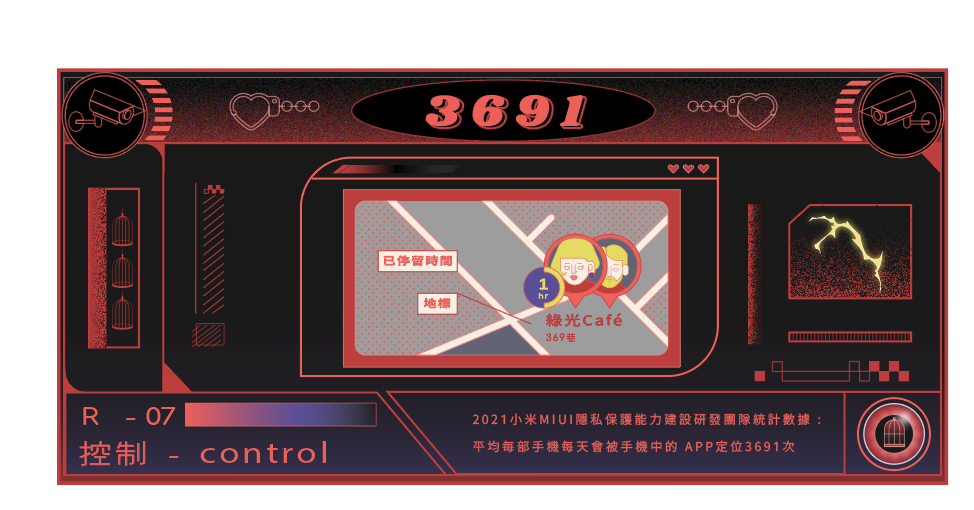 3691
已停留時間
1
hr
地標
綠光Café
369巷
R - 07
控制 - control
2021小米MIUI隱私保護能力建設研發團隊統計數據：
平均每部手機每天會被手機中的 APP定位3691次